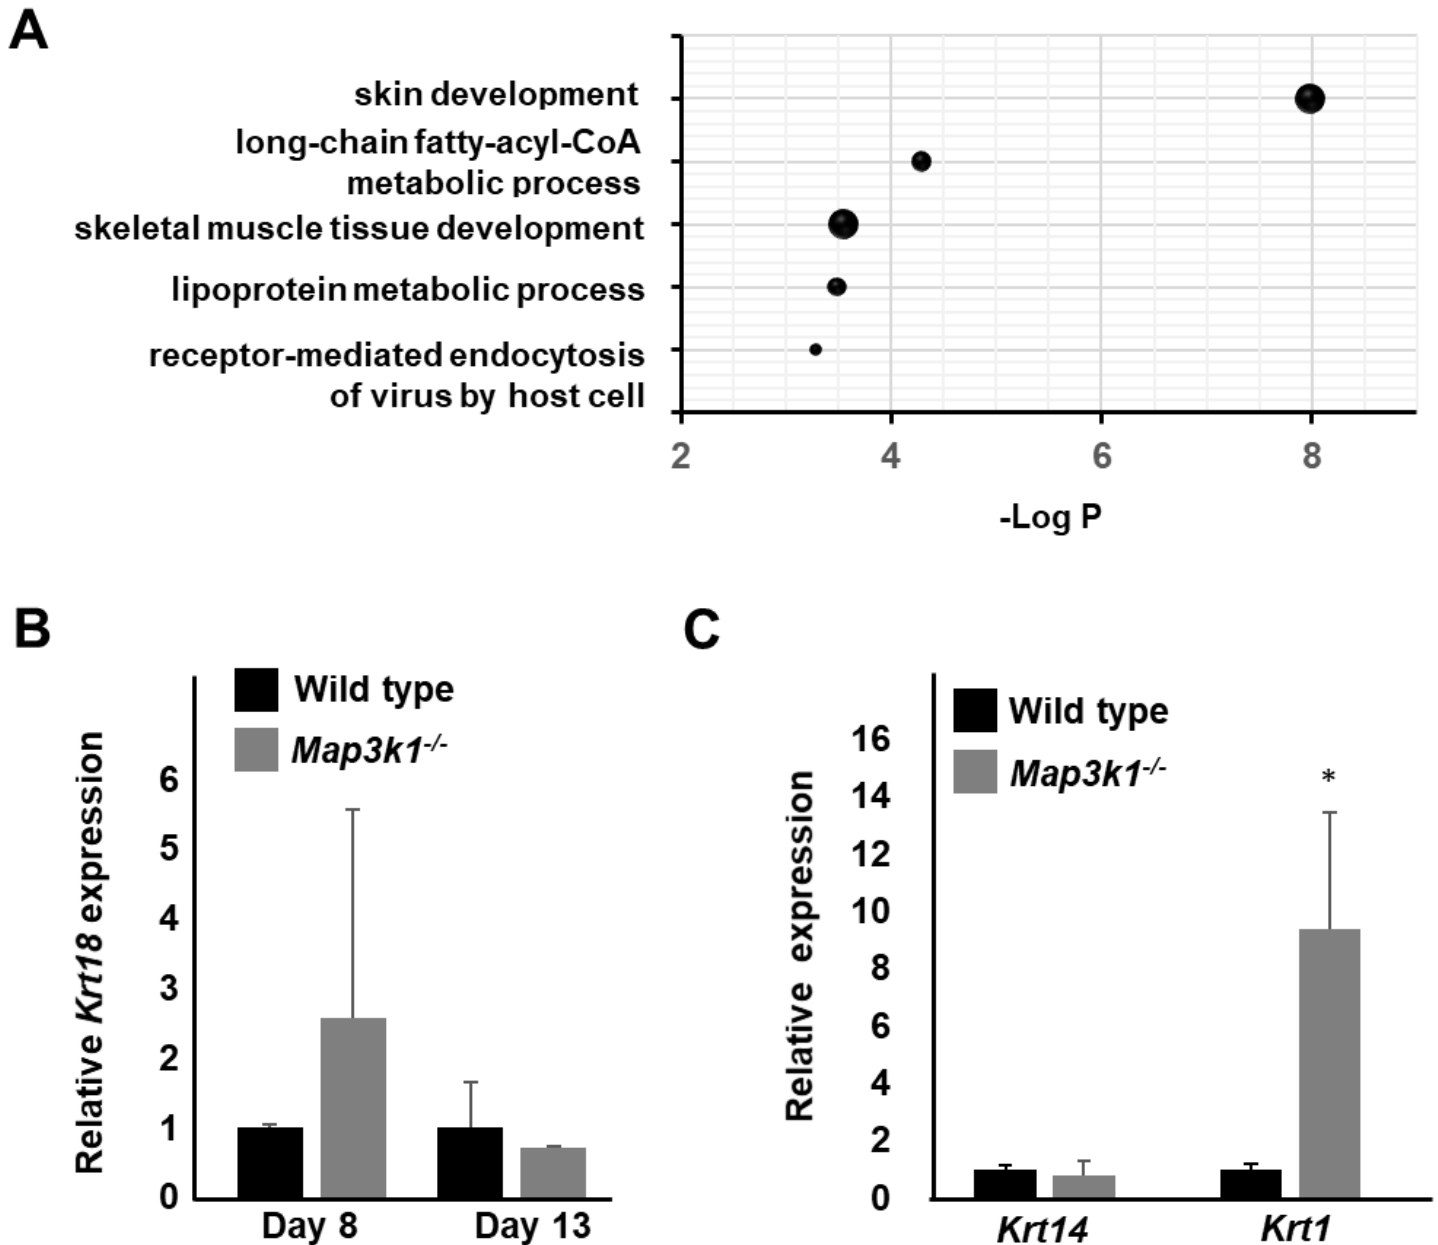 A
skin development
long-chain fatty-acyl-CoA
metabolic process
skeletal muscle tissue development
lipoprotein metabolic process
receptor-mediated endocytosis
of virus by host cell
2 4 6 8
-Log P
B
Wild type
Map3k1-/-
Relative Krt18 expression
6
5
4
3
2
1
0
Day 8 Day 13
C
Wild type
Map3k1-/-
Relative expression
16
14
12
10
8
6
4
2
0
*
Krt14 Krt1